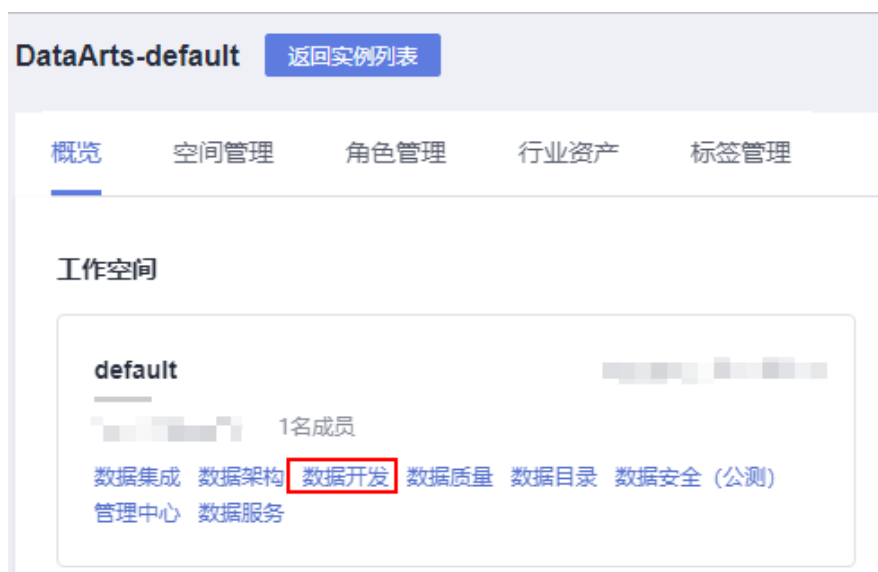 DataArts-default 返回实例列表
概览 空间管理 角色管理 行业资产 标签管理
工作空间
default
1名成员
数据集成 数据架构 数据开发 数据质量 数据目录 数据安全 (公测)
管理中心 数据服务